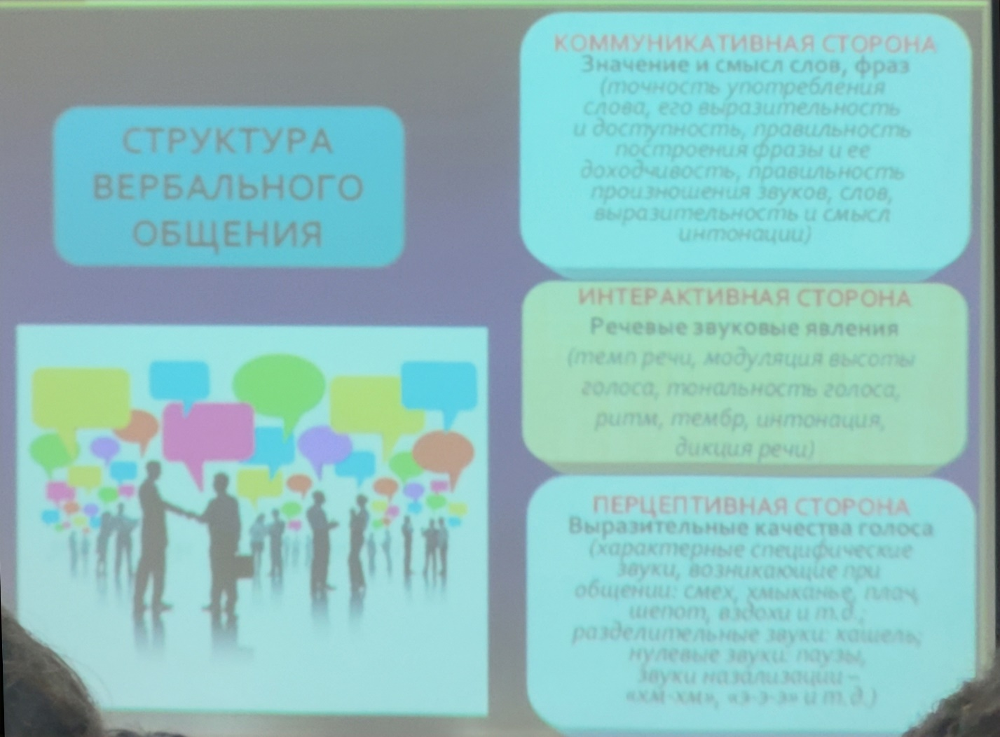 СТРУКТУРА
ВЕРБАЛЬНОГО
ОБЩЕНИЯ
КОММУНИКАТИВНАЯ СТОРОНА
Значение и смысл слов, фраз
(точность употребления
слова, его выразительность
и доступность, правильность
построения фразы и ее
доходчивость, правильность
произношения звуков, слов,
выразительность и смысл
интонации)
ИНТЕРАКТИВНАЯ СТОРОНА
Речевые звуковые явления
(темп речи, модуляция высоты
голоса, тональность голоса,
ритм, тембр, интонация,
дикция речи)
ПЕРЦЕПТИВНАЯ СТОРОНА
Выразительные качества голоса
(характерные специфические
звуки, возникающие при
общении: смех, хмыканье, плач,
шепот, вздохи и т.д.;
разделительные звуки: кашель;
нулевые звуки: паузы,
звуки назализации –
«хм-хм», «э-э-э» и т.д.)